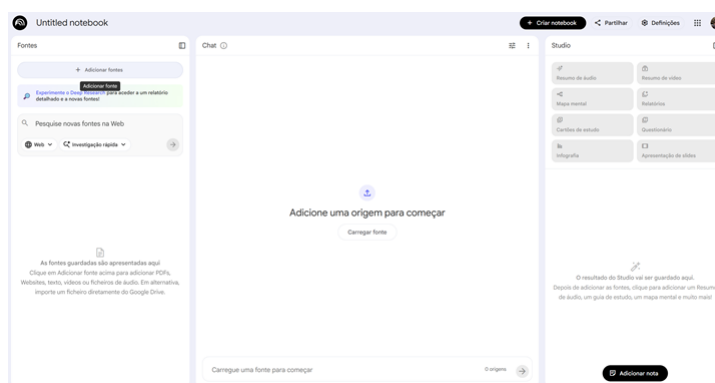 Untitled notebook
+ Criar notebook
Partilhar
Definições
Fontes
+ Adicionar fontes
Adicionar fonte
Experimente o Deep Research para aceder a um relatório
detalhado e a novas fontes!
Pesquise novas fontes na Web
Web
Investigação rápida
As fontes guardadas são apresentadas aqui
Clique em Adicionar fonte acima para adicionar PDFs,
Websites, texto, vídeos ou ficheiros de áudio. Em alternativa,
importe um ficheiro diretamente do Google Drive.
Chat
Adicione uma origem para começar
Carregar fonte
Carregue uma fonte para começar
0 origens
Studio
Resumo de áudio
Resumo de vídeo
Mapa mental
Relatórios
Cartões de estudo
Questionário
Infografia
Apresentação de slides
O resultado do Studio vai ser guardado aqui.
Depois de adicionar as fontes, clique para adicionar um Resumo
de áudio, um guia de estudo, um mapa mental e muito mais!
Adicionar nota